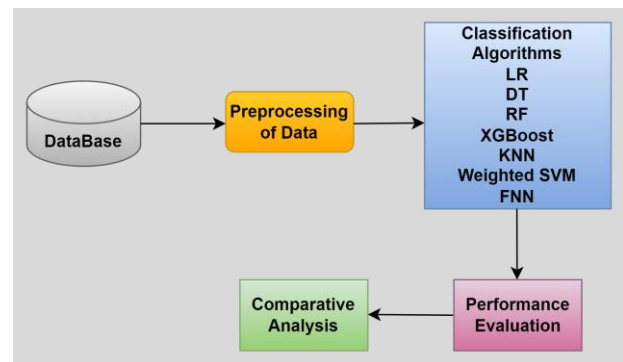 DataBase
Preprocessing
of Data
Classification
Algorithms
LR
DT
RF
XGBoost
KNN
Weighted SVM
FNN
Performance
Evaluation
Comparative
Analysis